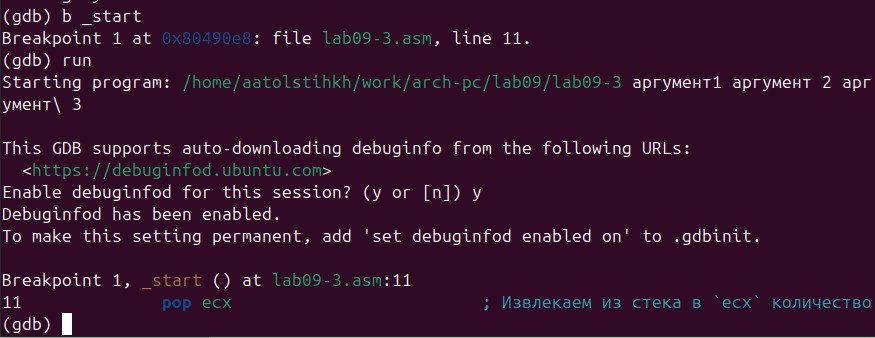 (gdb) b _start
Breakpoint 1 at 0x80490e8: file lab09-3.asm, line 11.
(gdb) run
Starting program: /home/aatolstihkh/work/arch-pc/lab09/lab09-3 аргумент1 аргумент 2 арг
умент\ 3
This GDB supports auto-downloading debuginfo from the following URLs:
<https://debuginfod.ubuntu.com>
Enable debuginfod for this session? (y or [n]) y
Debuginfod has been enabled.
To make this setting permanent, add 'set debuginfod enabled on' to .gdbinit.
Breakpoint 1, _start () at lab09-3.asm:11
11 pop ecx ; Извлекаем из стека в `ecx` количество
(gdb)